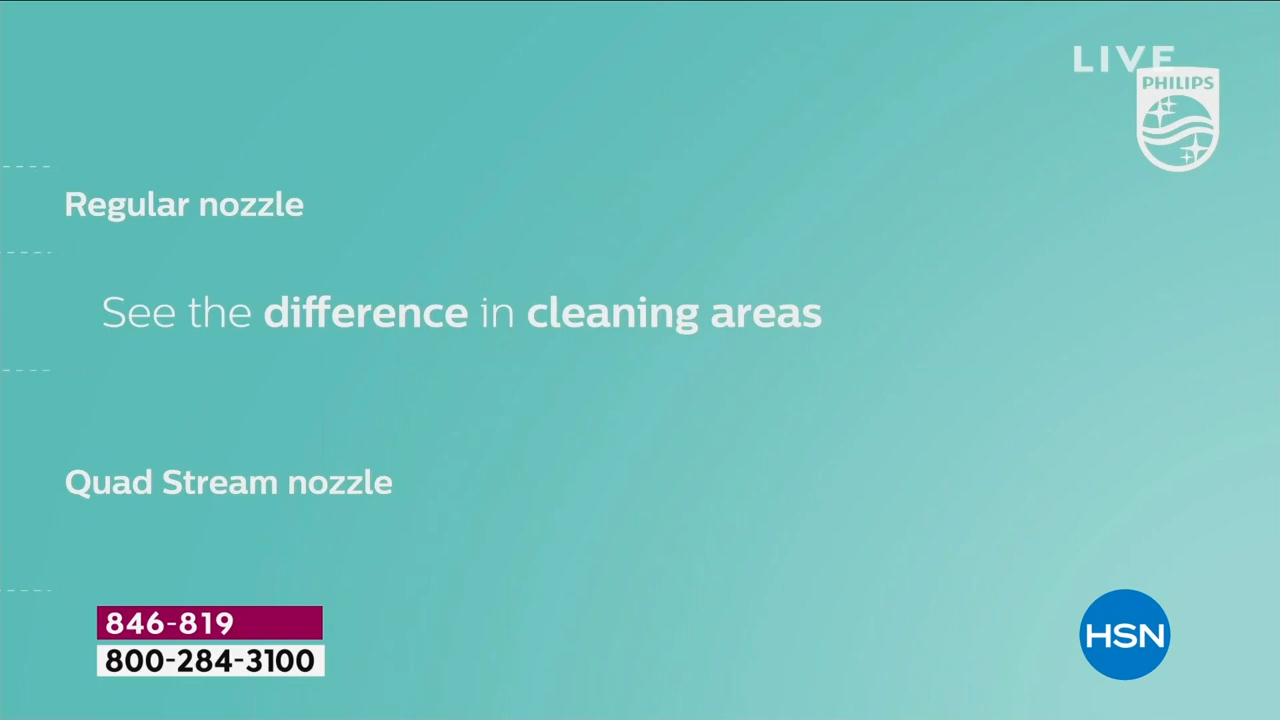 LIVE
PHILIPS
Regular nozzle
See the difference in cleaning areas
Quad Stream nozzle
846-819
800-284-3100
HSN